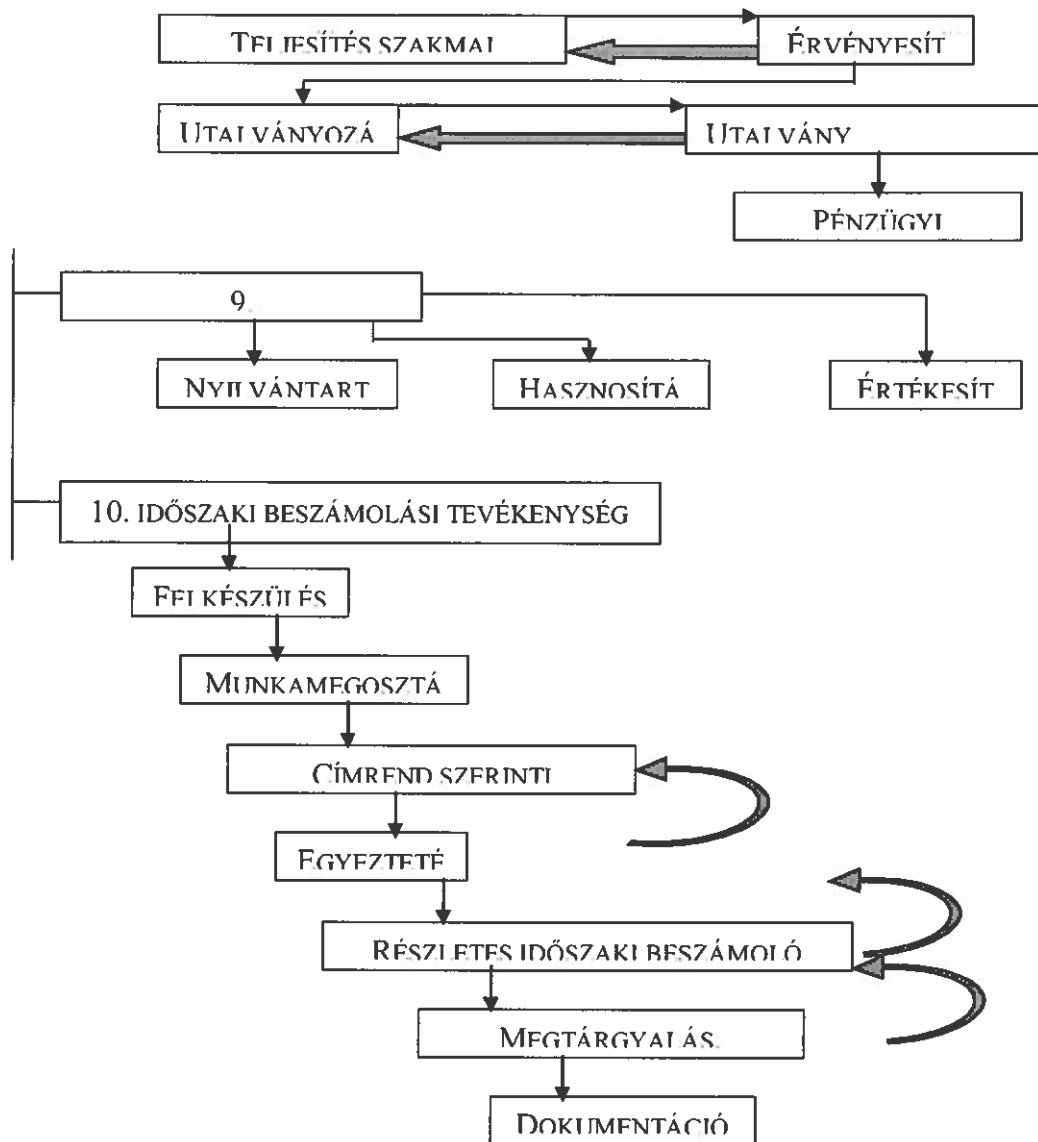 TELJESÍTÉS SZAKMAI
ÉRVÉNYESÍT
UTALVÁNYOZÁ
UTALVÁNY
PÉNZÜGYI
9.
NYILVÁNTART
HASZNOSÍTÁ
ÉRTÉKESÍT
10. IDŐSZAKI BESZÁMOLÁSI TEVÉKENYSÉG
FELKÉSZÜLÉS
MUNKAMEGOSZTÁ
CÍMREND SZERINTI
EGYEZTETÉ
RÉSZLETES IDŐSZAKI BESZÁMOLÓ
MEGTÁRGYALÁS
DOKUMENTÁCIÓ